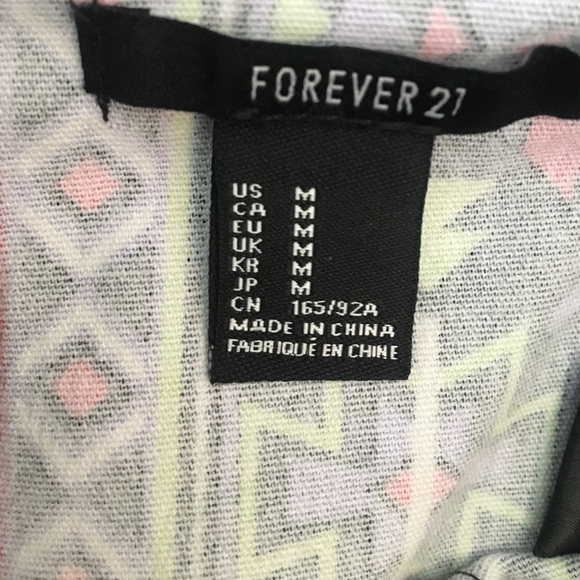 FOREVER 21
US M
CA M
EU M
UK M
KR M
JP M
CN 165/92A
MADE IN CHINA
FABRIQUÉ EN CHINE